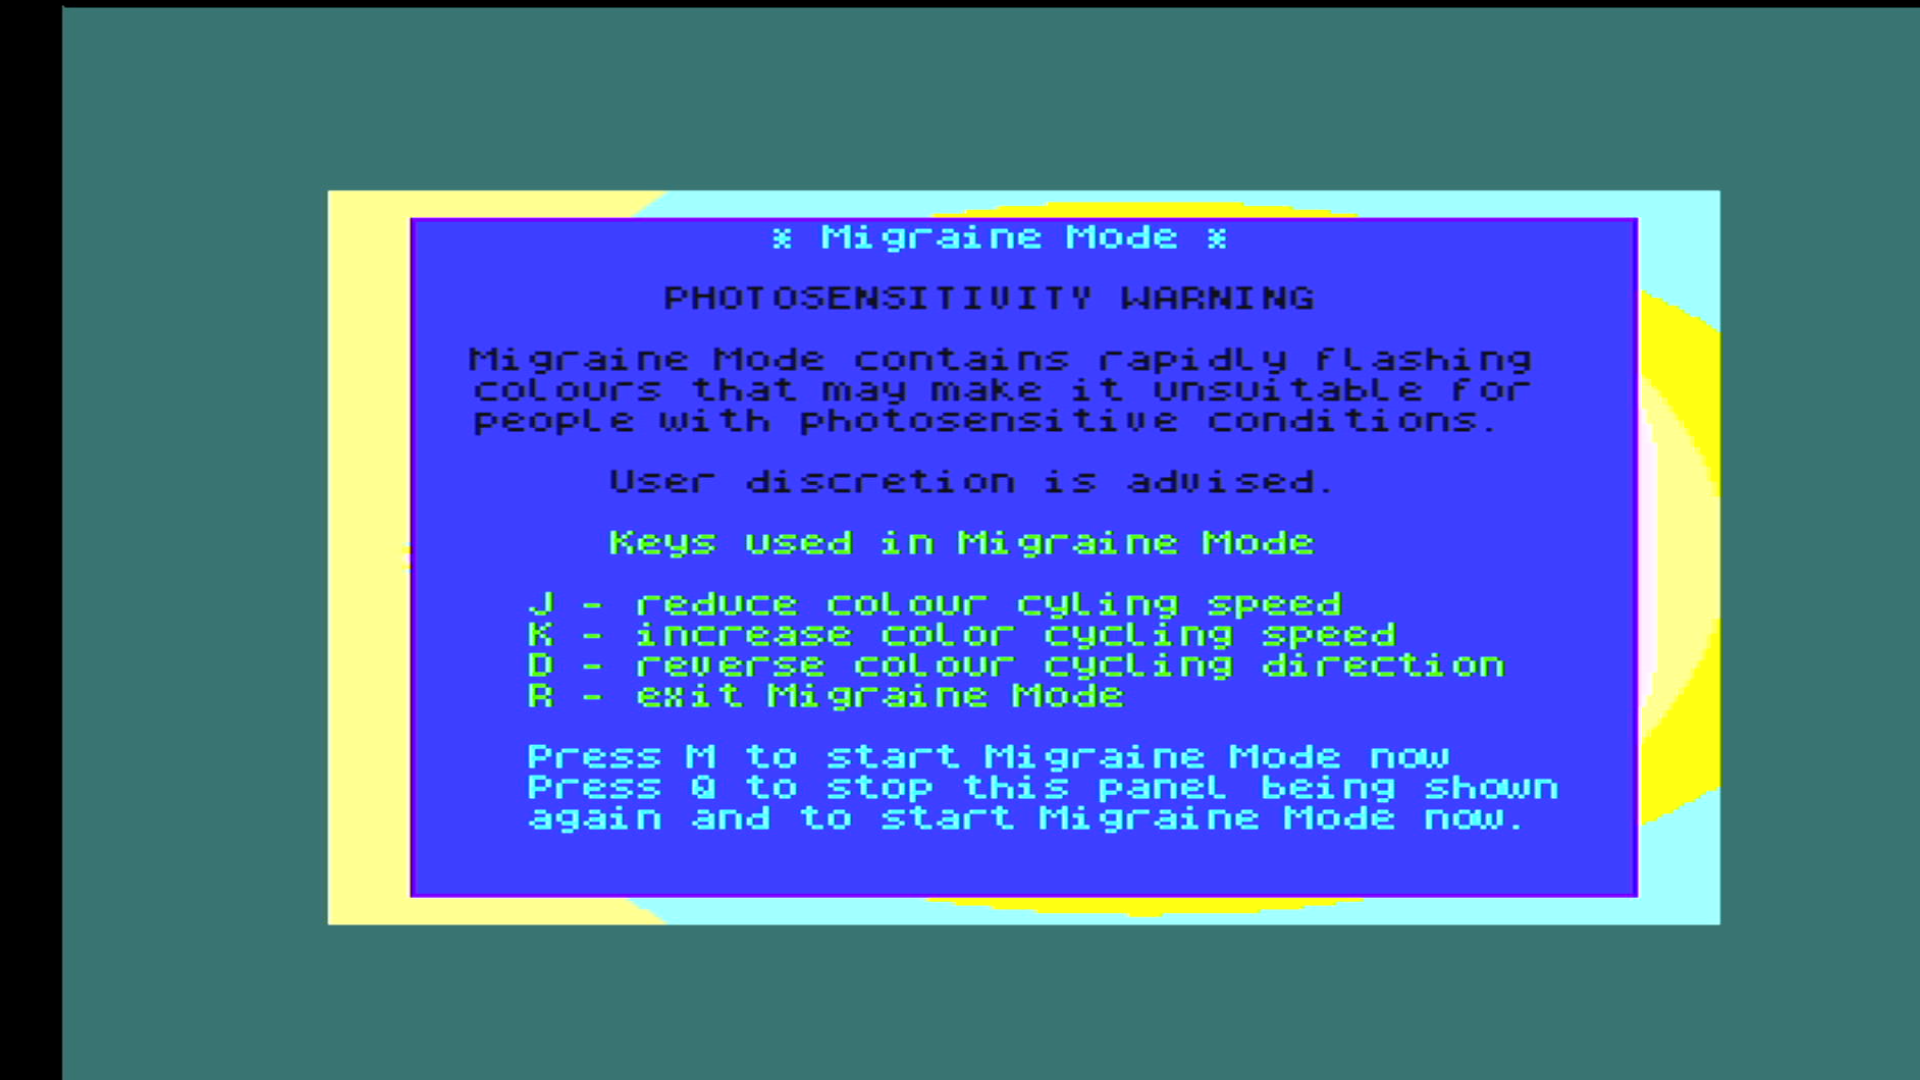 * Migraine Mode *
PHOTOSENSITIVITY WARNING
Migraine Mode contains rapidly flashing
colours that may make it unsuitable for
people with photosensitive conditions.
User discretion is advised.
Keys used in Migraine Mode
J - reduce colour cyling speed
K - increase color cycling speed
D - reverse colour cycling direction
R - exit Migraine Mode
Press M to start Migraine Mode now
Press Q to stop this panel being shown
again and to start Migraine Mode now.